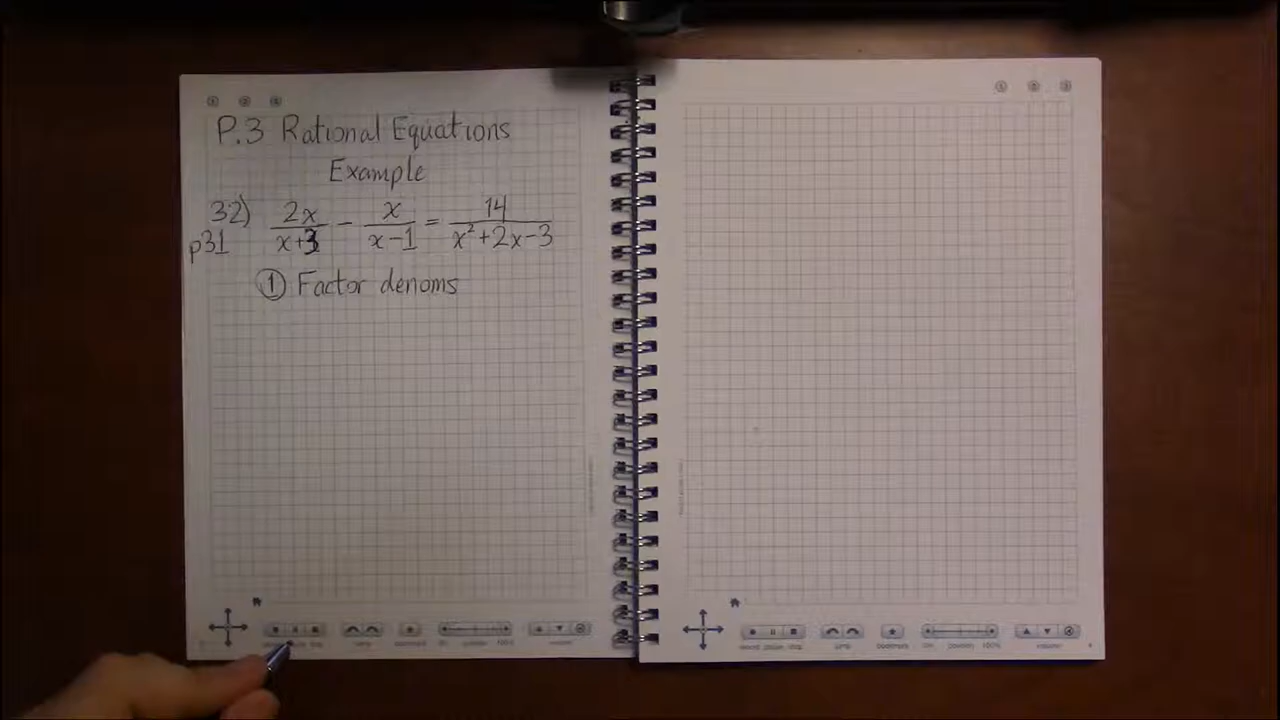 P.3 Rational Equations
Example
32) 2x/(x+3) - x/(x-1) = 14/(x²+2x-3)
p31
① Factor denoms